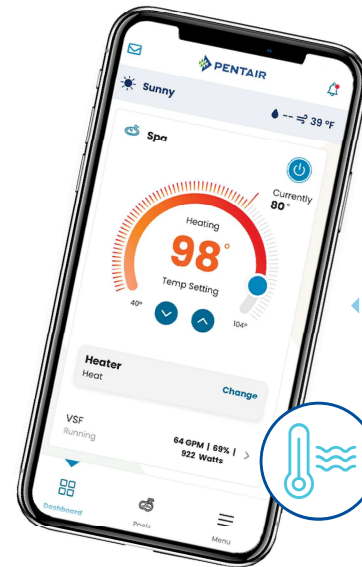 PENTAIR
Sunny
-- 39 °F
Spa
Currently
80°
Heating
98°
Temp Setting
40°
104°
Heater
Heat
Change
VSF
Running
64 GPM | 69% |
922 Watts
Dashboard
Pools
Menu